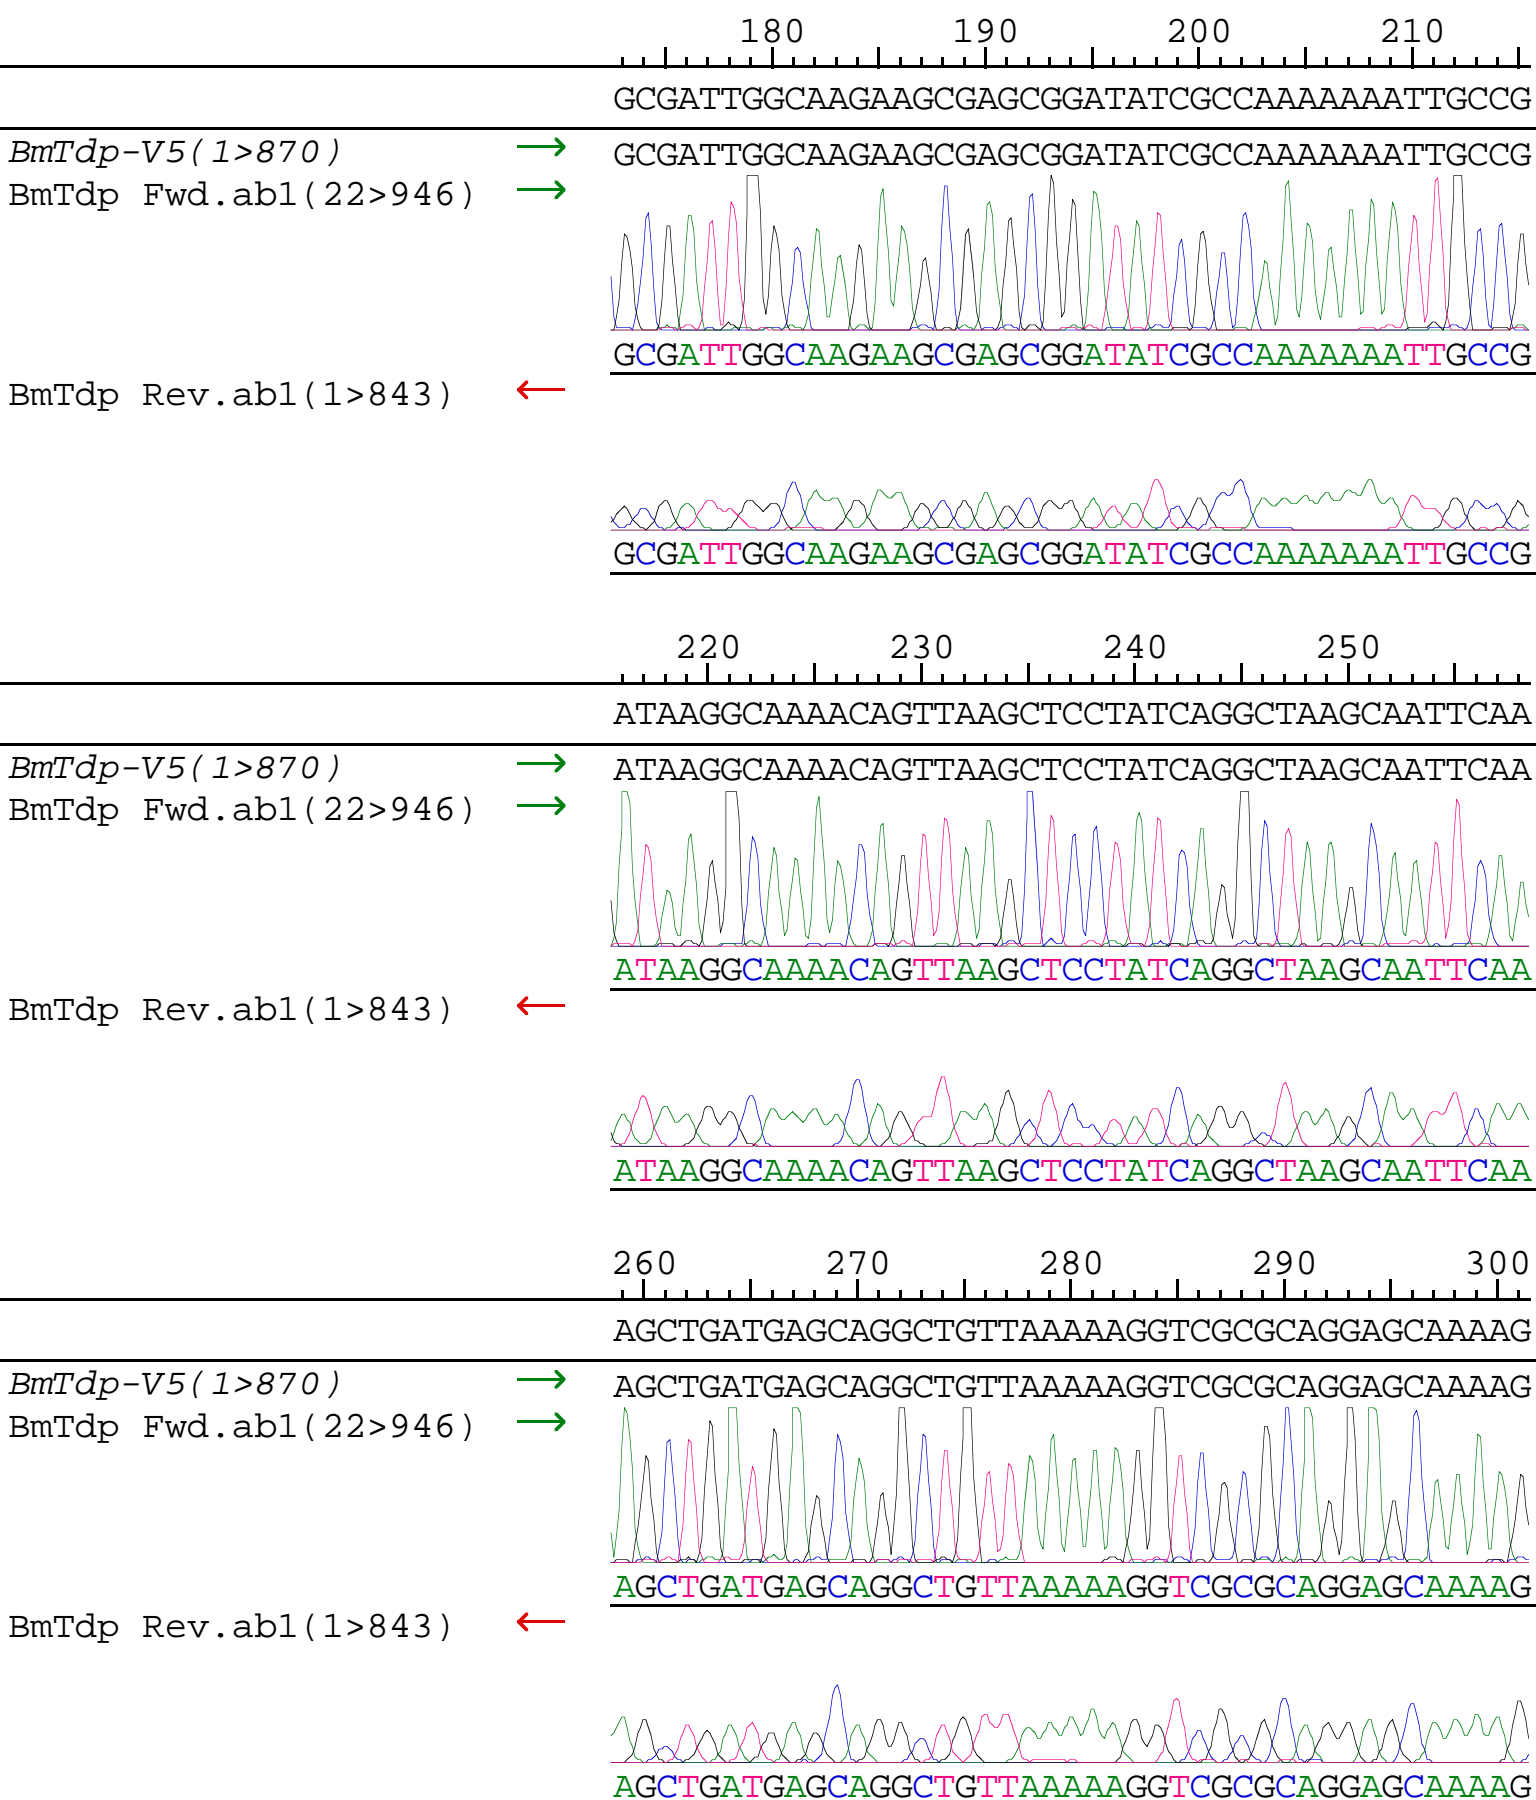 180 190 200 210
GCGATTGGCAAGAAGCGAGCGGATATCGCCAAAAAAATTGCCG
BmTdp-V5(1>870) → GCGATTGGCAAGAAGCGAGCGGATATCGCCAAAAAAATTGCCG
BmTdp Fwd.ab1(22>946) →
GCGATTGGCAAGAAGCGAGCGGATATCGCCAAAAAAATTGCCG
BmTdp Rev.ab1(1>843) ←
GCGATTGGCAAGAAGCGAGCGGATATCGCCAAAAAAATTGCCG
220 230 240 250
ATAAGGCAAAACAGTTAAGCTCCTATCAGGCTAAGCAATTCAA
BmTdp-V5(1>870) → ATAAGGCAAAACAGTTAAGCTCCTATCAGGCTAAGCAATTCAA
BmTdp Fwd.ab1(22>946) →
ATAAGGCAAAACAGTTAAGCTCCTATCAGGCTAAGCAATTCAA
BmTdp Rev.ab1(1>843) ←
ATAAGGCAAAACAGTTAAGCTCCTATCAGGCTAAGCAATTCAA
260 270 280 290 300
AGCTGATGAGCAGGCTGTTAAAAAGGTCGCGCAGGAGCAAAAG
BmTdp-V5(1>870) → AGCTGATGAGCAGGCTGTTAAAAAGGTCGCGCAGGAGCAAAAG
BmTdp Fwd.ab1(22>946) →
AGCTGATGAGCAGGCTGTTAAAAAGGTCGCGCAGGAGCAAAAG
BmTdp Rev.ab1(1>843) ←
AGCTGATGAGCAGGCTGTTAAAAAGGTCGCGCAGGAGCAAAAG